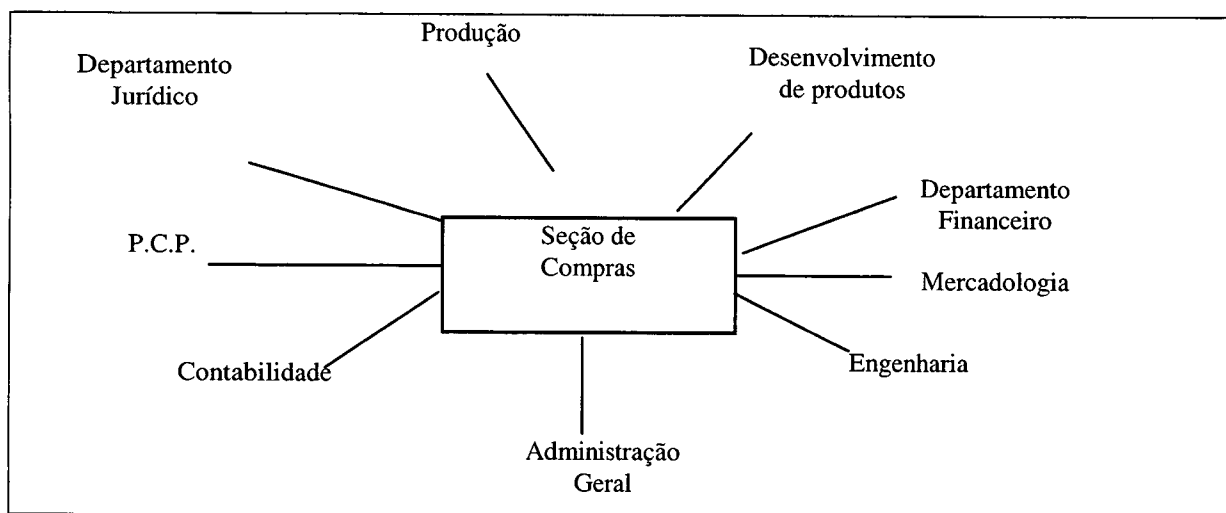 Produção
Departamento
Jurídico
Desenvolvimento
de produtos
Departamento
Financeiro
P.C.P.
Seção de
Compras
Mercadologia
Contabilidade
Engenharia
Administração
Geral